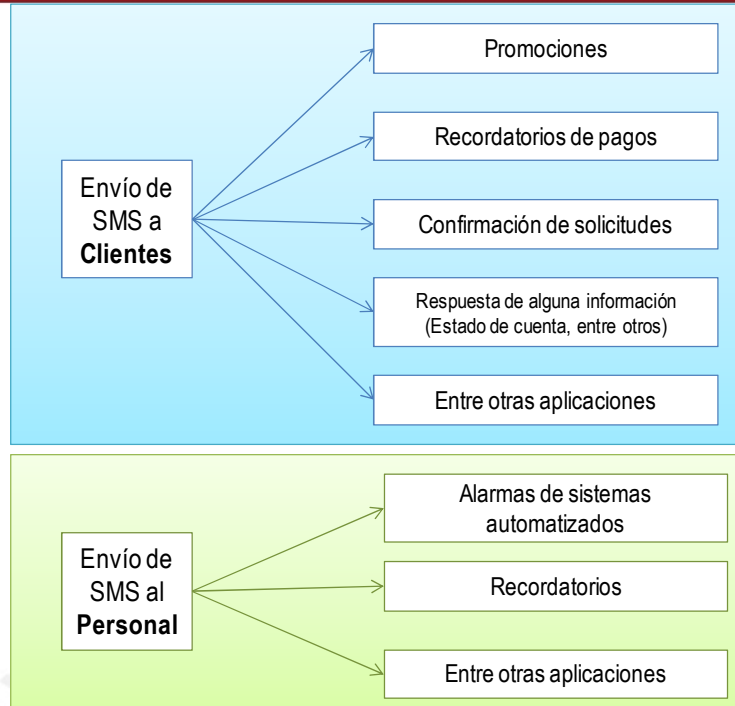 Promociones
Recordatorios de pagos
Envío de
SMS a
Clientes
Confirmación de solicitudes
Respuesta de alguna información
(Estado de cuenta, entre otros)
Entre otras aplicaciones
Alarmas de sistemas
automatizados
Envío de
SMS al
Personal
Recordatorios
Entre otras aplicaciones